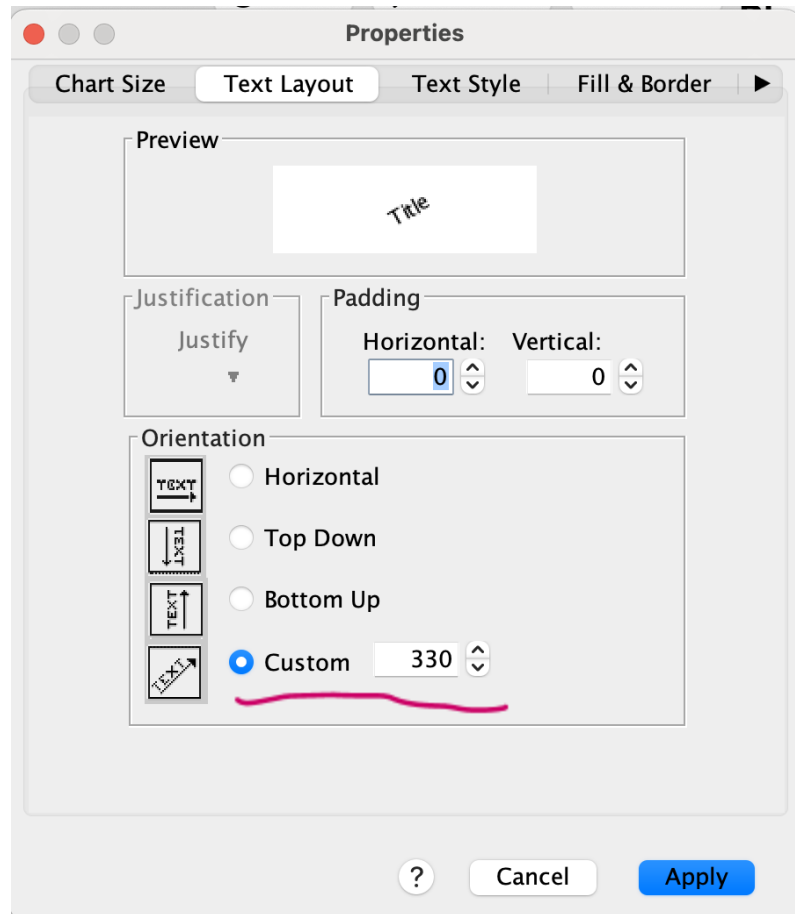 Properties
Chart Size Text Layout Text Style Fill & Border
Preview
Title
Justification Padding
Justify Horizontal: Vertical:
0 0
Orientation
TEXT Horizontal
TEXT Top Down
TEXT Bottom Up
TEXT Custom 330
? Cancel Apply